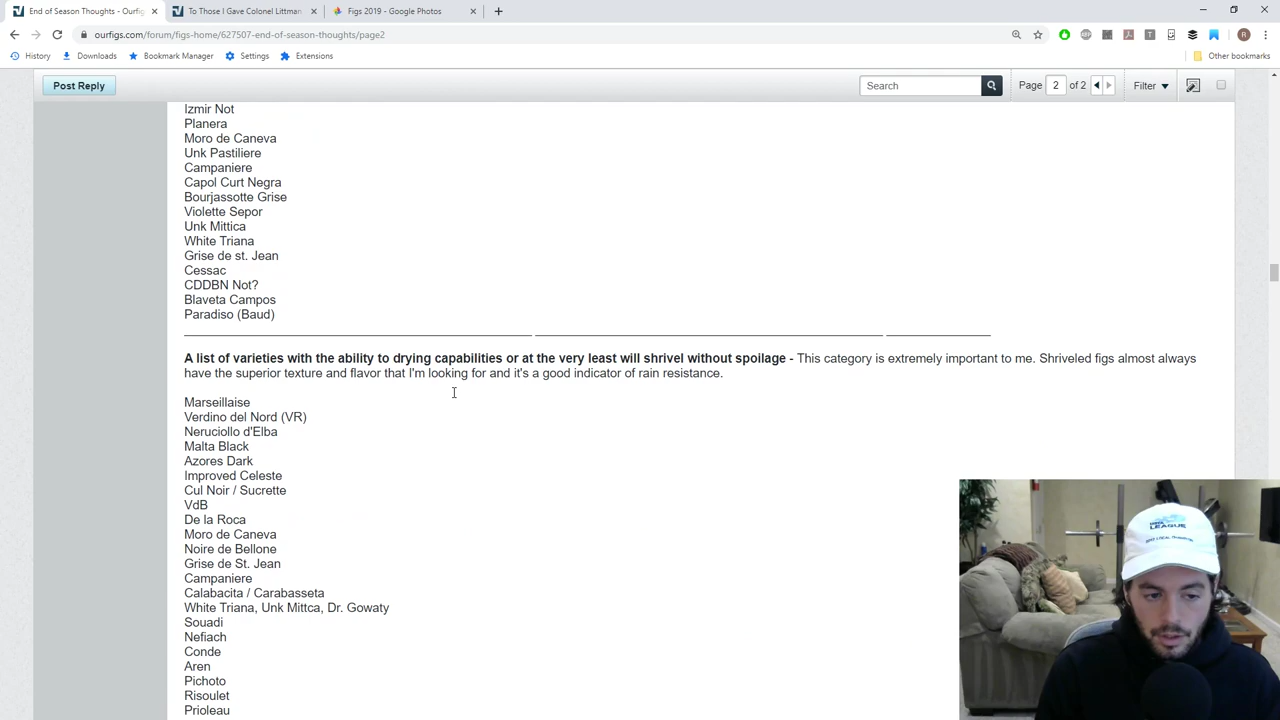 End of Season Thoughts - Ourfig
To Those I Gave Colonel Littman
Figs 2019 - Google Photos
ourfigs.com/forum/figs-home/627507-end-of-season-thoughts/page2
History
Downloads
Bookmark Manager
Settings
Extensions
Other bookmarks
Post Reply
Search
Page 2 of 2
Filter
Izmir Not
Planera
Moro de Caneva
Unk Pastiliere
Campaniere
Capol Curt Negra
Bourjassotte Grise
Violette Sepor
Unk Mittica
White Triana
Grise de st. Jean
Cessac
CDDBN Not?
Blaveta Campos
Paradiso (Baud)
A list of varieties with the ability to drying capabilities or at the very least will shrivel without spoilage - This category is extremely important to me. Shriveled figs almost always
have the superior texture and flavor that I'm looking for and it's a good indicator of rain resistance.
Marseillaise
Verdino del Nord (VR)
Neruciollo d'Elba
Malta Black
Azores Dark
Improved Celeste
Cul Noir / Sucrette
VdB
De la Roca
Moro de Caneva
Noire de Bellone
Grise de St. Jean
Campaniere
Calabacita / Carabasseta
White Triana, Unk Mittca, Dr. Gowaty
Souadi
Nefiach
Conde
Aren
Pichoto
Risoulet
Prioleau
LEAGUE